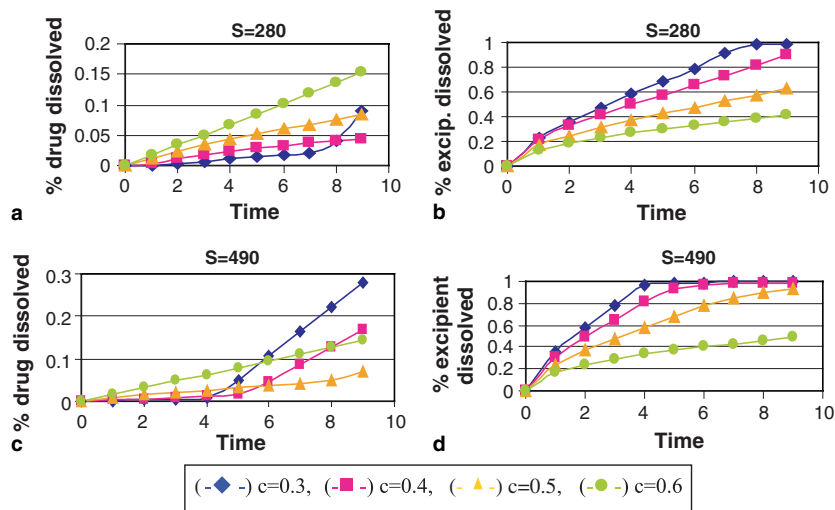 S=280
% drug dissolved
0.2
0.15
0.1
0.05
0
0 2 4 6 8 10
Time
a
S=280
% excip. dissolved
1
0.8
0.6
0.4
0.2
0
0 2 4 6 8 10
Time
b
S=490
% drug dissolved
0.3
0.2
0.1
0
0 2 4 6 8 10
Time
c
S=490
% excipient
dissolved
1
0.8
0.6
0.4
0.2
0
0 2 4 6 8 10
Time
d
(--) c=0.3, (--) c=0.4, (--) c=0.5, (--) c=0.6